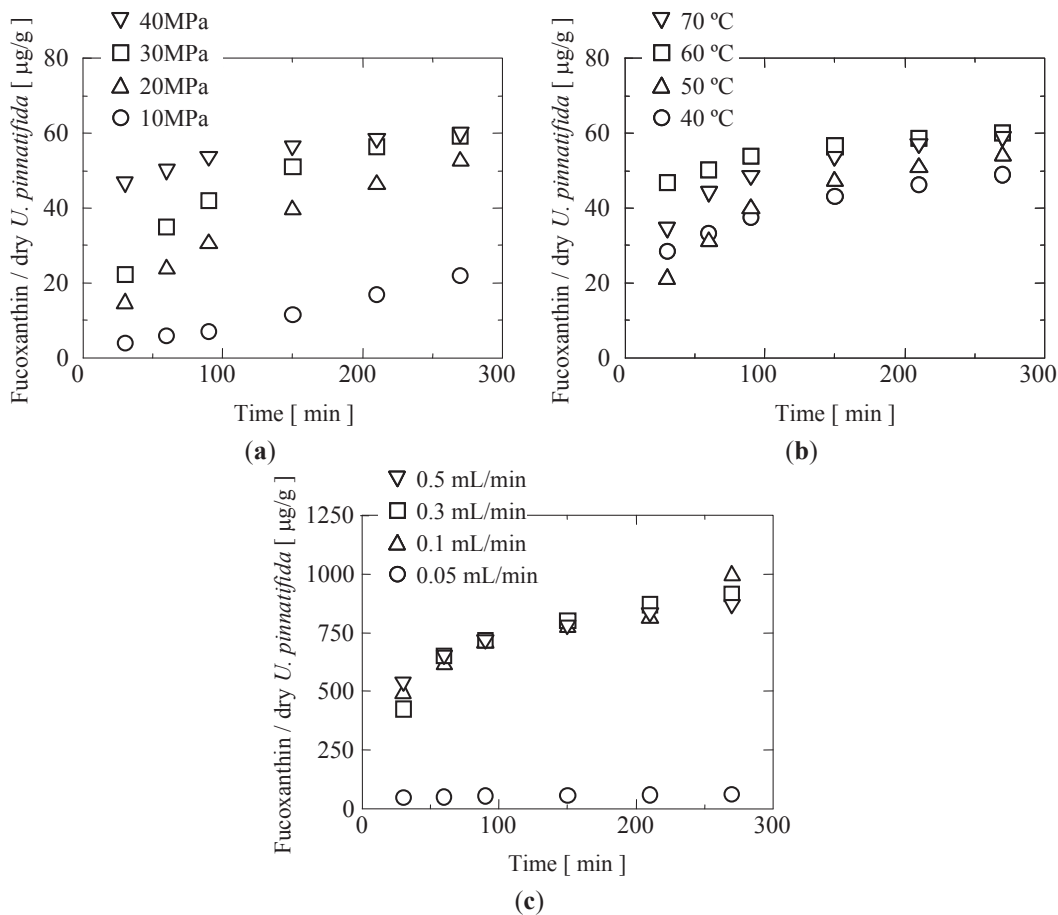 ▽ 40MPa
□ 30MPa
△ 20MPa
○ 10MPa
Fucoxanthin / dry U. pinnatifida [ μg/g ]
80
60
40
20
0
0 100 200 300
Time [ min ]
(a)
▽ 70 ºC
□ 60 ºC
△ 50 ºC
○ 40 ºC
Fucoxanthin / dry U. pinnatifida [ μg/g ]
80
60
40
20
0
0 100 200 300
Time [ min ]
(b)
▽ 0.5 mL/min
□ 0.3 mL/min
△ 0.1 mL/min
○ 0.05 mL/min
Fucoxanthin / dry U. pinnatifida [ μg/g ]
1250
1000
750
500
250
0
0 100 200 300
Time [ min ]
(c)